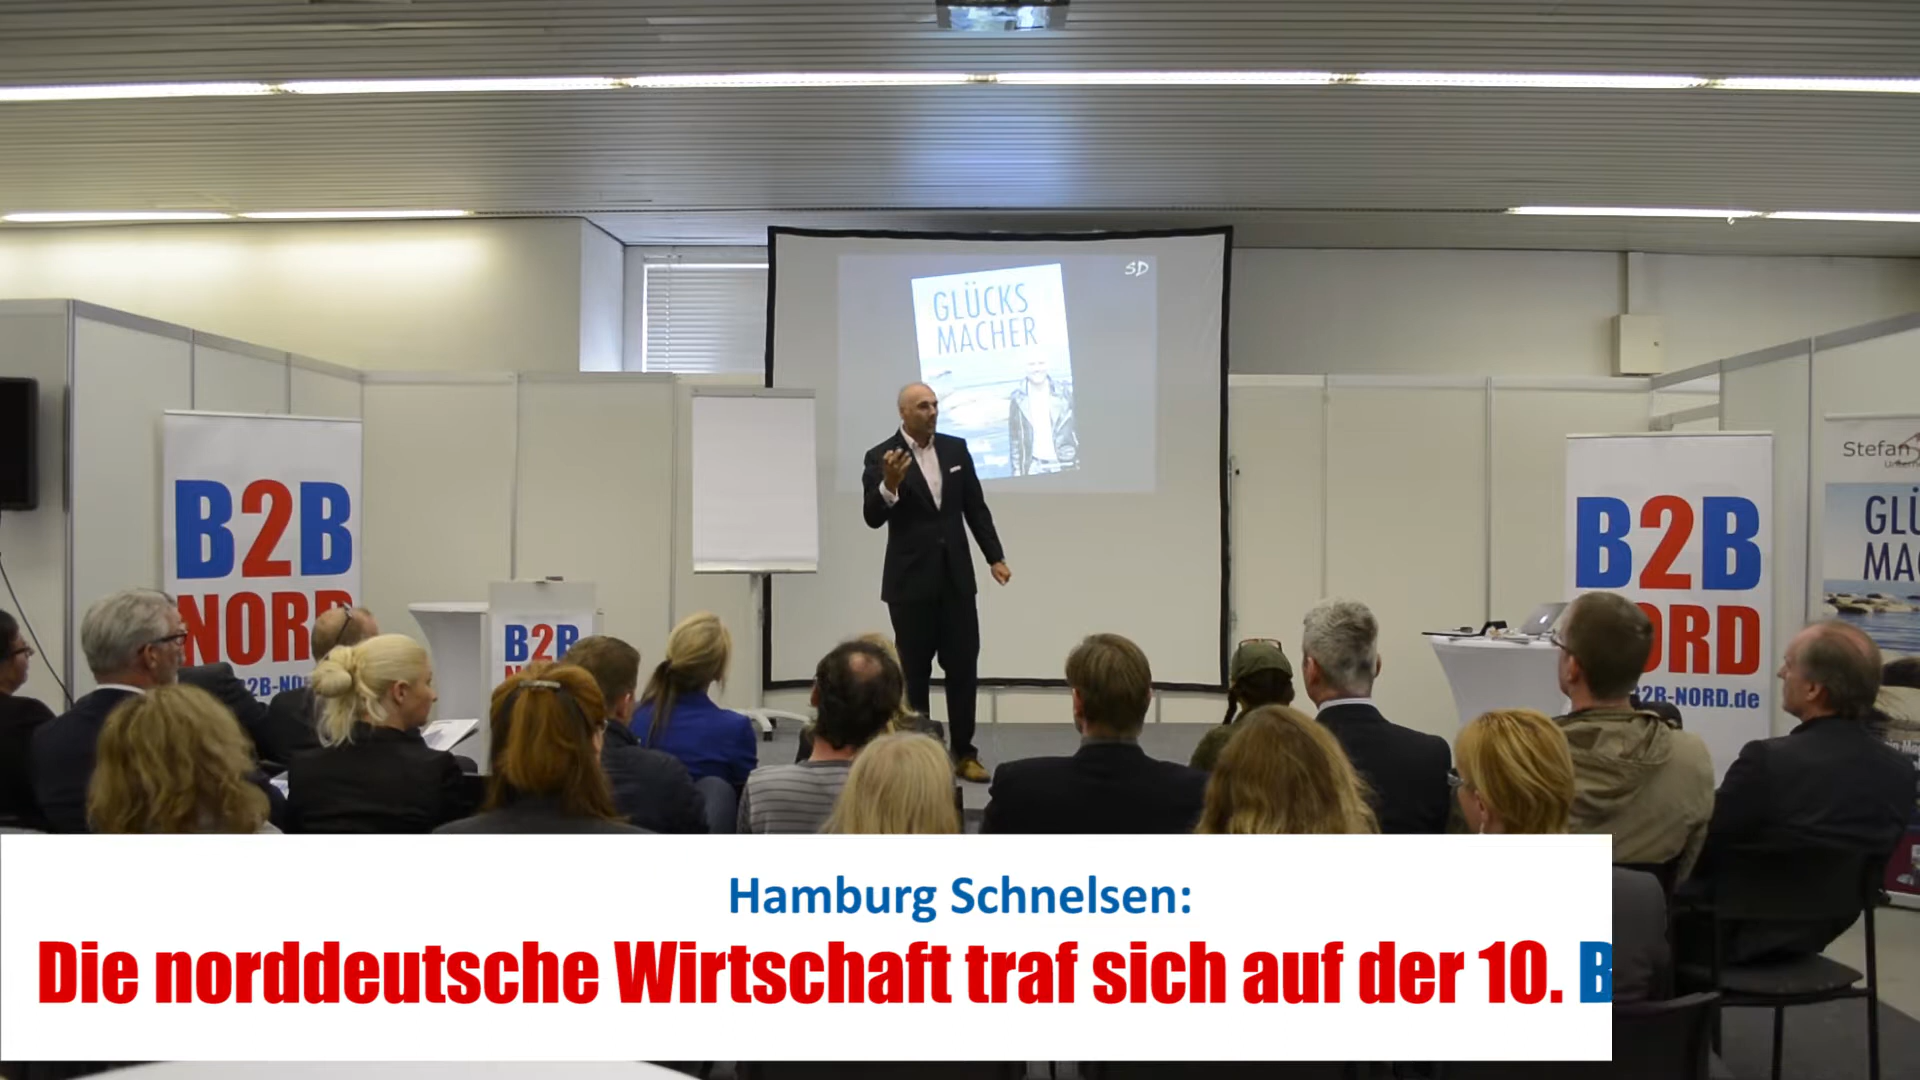 SD
GLÜCKS
MACHER
B2B
NORD
B2B
B2B
NORD
B2B-NORD.de
Stefan
GLÜ
MAC
Hamburg Schnelsen:
Die norddeutsche Wirtschaft traf sich auf der 10. B